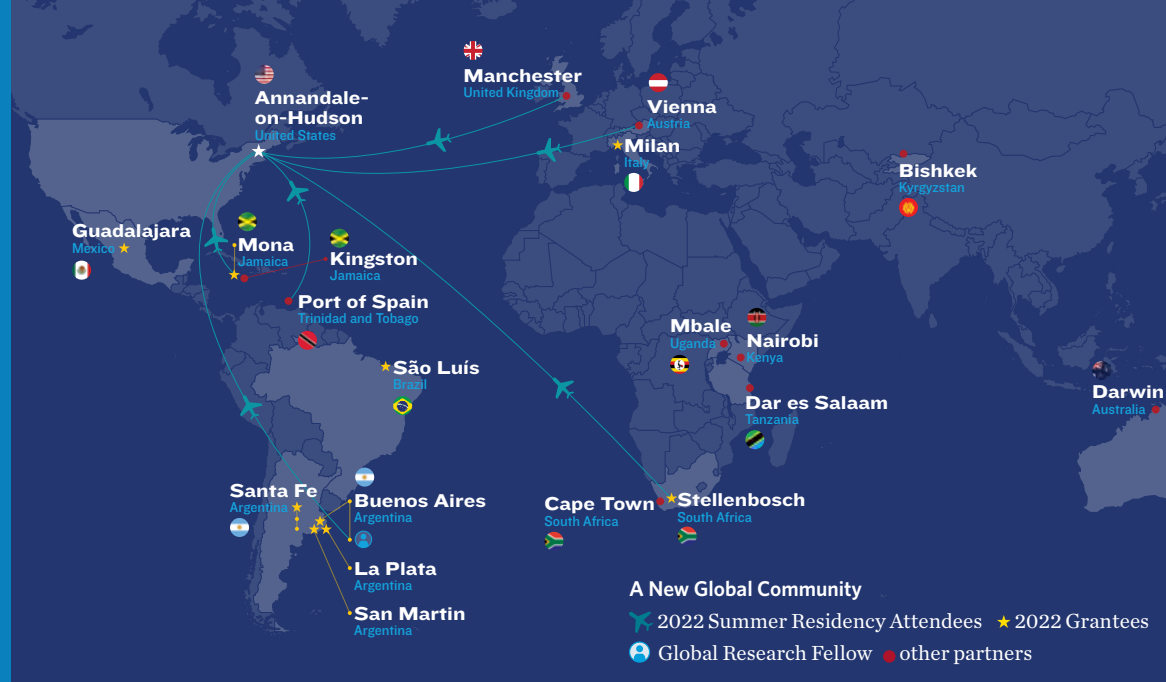 Manchester
United Kingdom
Annandale-
on-Hudson
United States
Vienna
Austria
Milan
Italy
Bishkek
Kyrgyzstan
Guadalajara
Mexico
Mona
Jamaica
Kingston
Jamaica
Port of Spain
Trinidad and Tobago
Mbale
Uganda
Nairobi
Kenya
São Luís
Brazil
Dar es Salaam
Tanzania
Darwin
Australia
Santa Fe
Argentina
Buenos Aires
Argentina
Cape Town
South Africa
Stellenbosch
South Africa
La Plata
Argentina
San Martin
Argentina
A New Global Community
2022 Summer Residency Attendees
2022 Grantees
Global Research Fellow
other partners